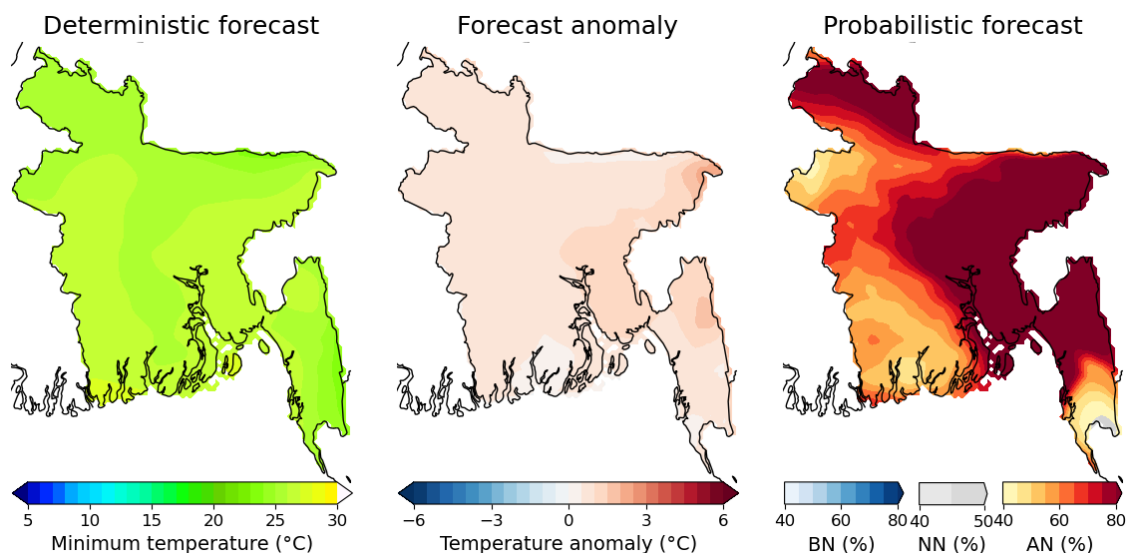 Deterministic forecast
Forecast anomaly
Probabilistic forecast
5 10 15 20 25 30
Minimum temperature (°C)
−6 −3 0 3 6
Temperature anomaly (°C)
40 60 80
BN (%)
40 50
NN (%)
40 60 80
AN (%)